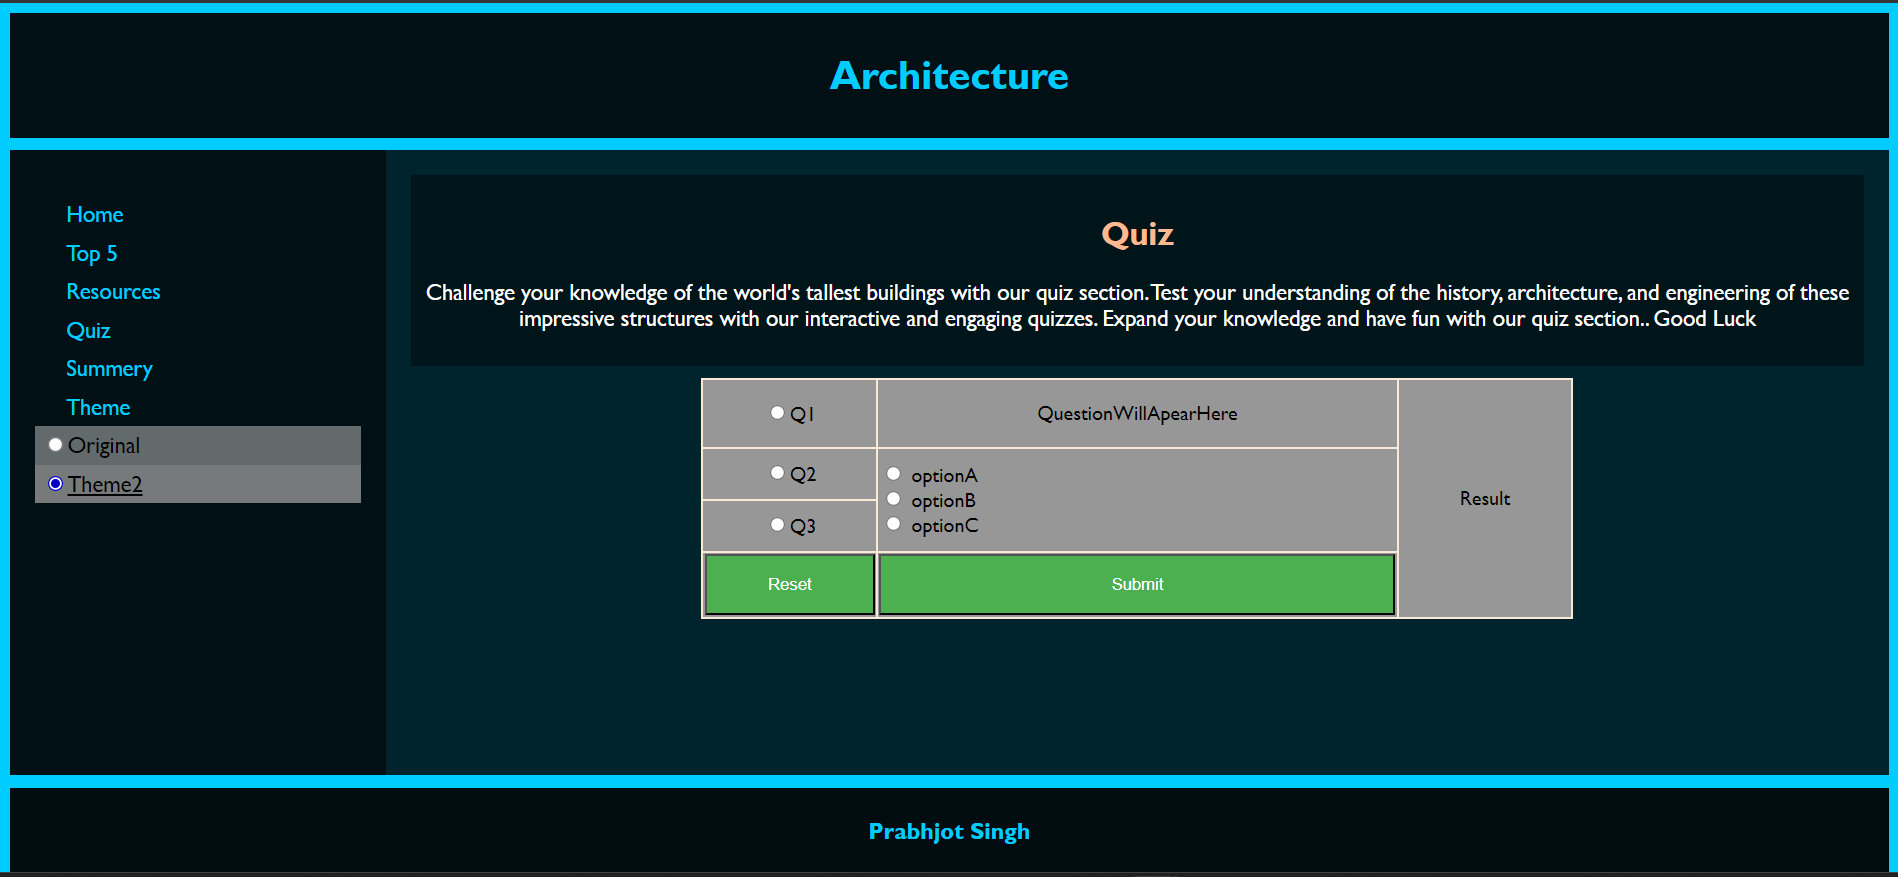 Architecture
Home
Top 5
Resources
Quiz
Summery
Theme
Original
Theme2
Quiz
Challenge your knowledge of the world's tallest buildings with our quiz section. Test your understanding of the history, architecture, and engineering of these
impressive structures with our interactive and engaging quizzes. Expand your knowledge and have fun with our quiz section.. Good Luck
Q1
QuestionWillApearHere
Q2
optionA
optionB
Q3
optionC
Result
Reset
Submit
Prabhjot Singh